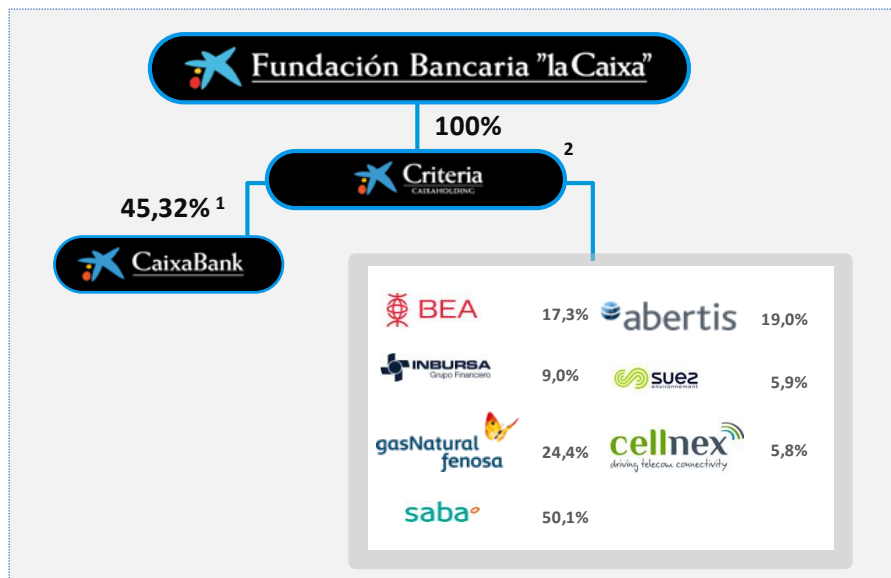 Fundación Bancaria "la Caixa"
100%
Criteria
CAIXAHOLDING
2
45,32% 1
CaixaBank
BEA
17,3%
abertis
19,0%
INBURSA
Grupo Financiero
9,0%
suez
environnement
5,9%
gasNatural
fenosa
24,4%
cellnex
driving telecom connectivity
5,8%
saba
50,1%